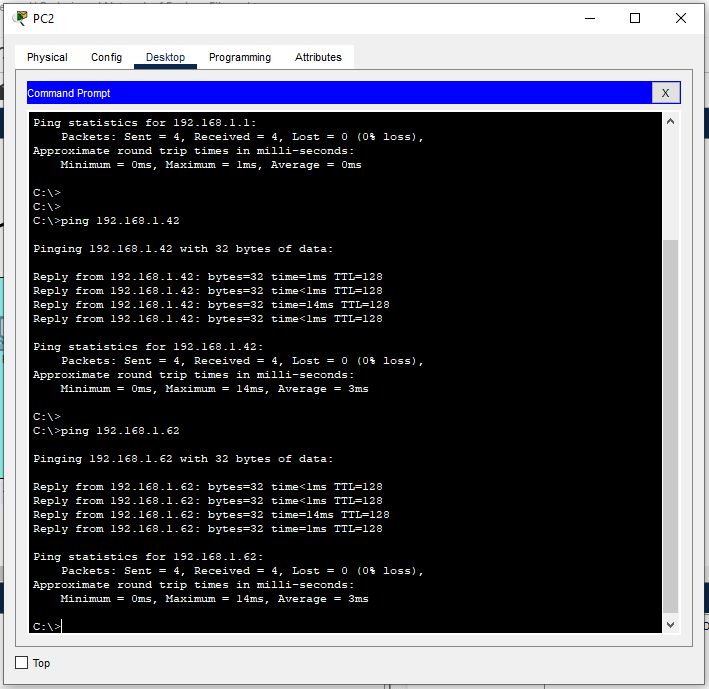 PC2
Physical Config Desktop Programming Attributes
Command Prompt
X
Ping statistics for 192.168.1.1:
    Packets: Sent = 4, Received = 4, Lost = 0 (0% loss),
Approximate round trip times in milli-seconds:
    Minimum = 0ms, Maximum = 1ms, Average = 0ms
C:\>
C:\>
C:\>ping 192.168.1.42
Pinging 192.168.1.42 with 32 bytes of data:
Reply from 192.168.1.42: bytes=32 time=1ms TTL=128
Reply from 192.168.1.42: bytes=32 time<1ms TTL=128
Reply from 192.168.1.42: bytes=32 time=14ms TTL=128
Reply from 192.168.1.42: bytes=32 time<1ms TTL=128
Ping statistics for 192.168.1.42:
    Packets: Sent = 4, Received = 4, Lost = 0 (0% loss),
Approximate round trip times in milli-seconds:
    Minimum = 0ms, Maximum = 14ms, Average = 3ms
C:\>
C:\>ping 192.168.1.62
Pinging 192.168.1.62 with 32 bytes of data:
Reply from 192.168.1.62: bytes=32 time<1ms TTL=128
Reply from 192.168.1.62: bytes=32 time<1ms TTL=128
Reply from 192.168.1.62: bytes=32 time=14ms TTL=128
Reply from 192.168.1.62: bytes=32 time=1ms TTL=128
Ping statistics for 192.168.1.62:
    Packets: Sent = 4, Received = 4, Lost = 0 (0% loss),
Approximate round trip times in milli-seconds:
    Minimum = 0ms, Maximum = 14ms, Average = 3ms
C:\>
Top